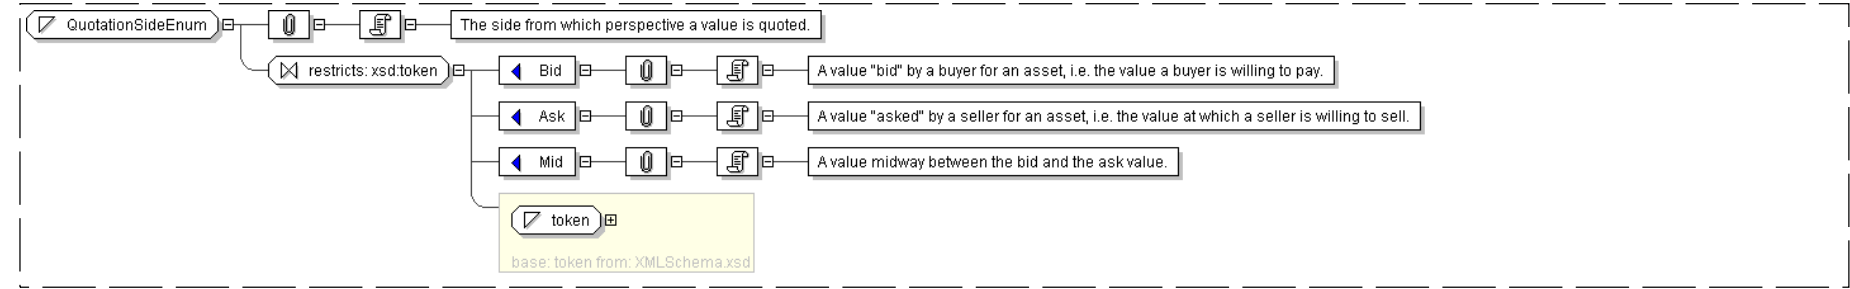 QuotationSideEnum
The side from which perspective a value is quoted.
restricts: xsd:token
Bid
A value "bid" by a buyer for an asset, i.e. the value a buyer is willing to pay.
Ask
A value "asked" by a seller for an asset, i.e. the value at which a seller is willing to sell.
Mid
A value midway between the bid and the ask value.
token
base: token from: XMLSchema.xsd